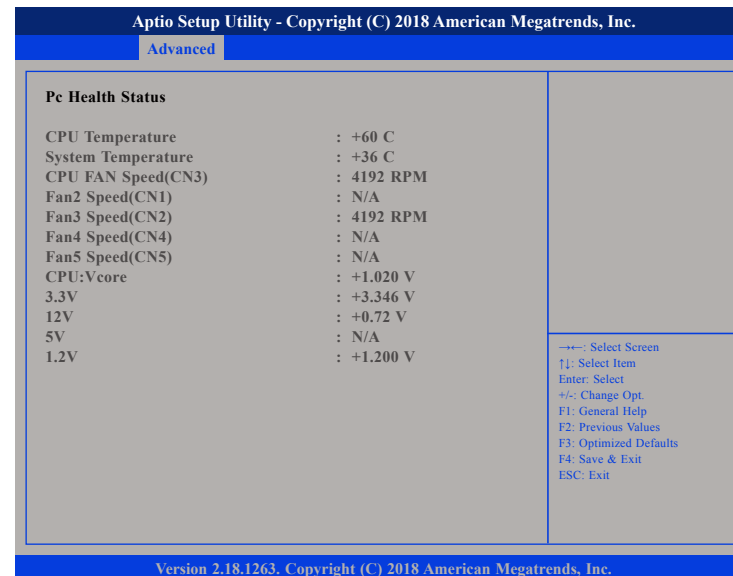 Aptio Setup Utility - Copyright (C) 2018 American Megatrends, Inc.
Advanced
Pc Health Status
CPU Temperature : +60 C
System Temperature : +36 C
CPU FAN Speed(CN3) : 4192 RPM
Fan2 Speed(CN1) : N/A
Fan3 Speed(CN2) : 4192 RPM
Fan4 Speed(CN4) : N/A
Fan5 Speed(CN5) : N/A
CPU:Vcore : +1.020 V
3.3V : +3.346 V
12V : +0.72 V
5V : N/A
1.2V : +1.200 V
→←: Select Screen
↑↓: Select Item
Enter: Select
+/-: Change Opt.
F1: General Help
F2: Previous Values
F3: Optimized Defaults
F4: Save & Exit
ESC: Exit
Version 2.18.1263. Copyright (C) 2018 American Megatrends, Inc.